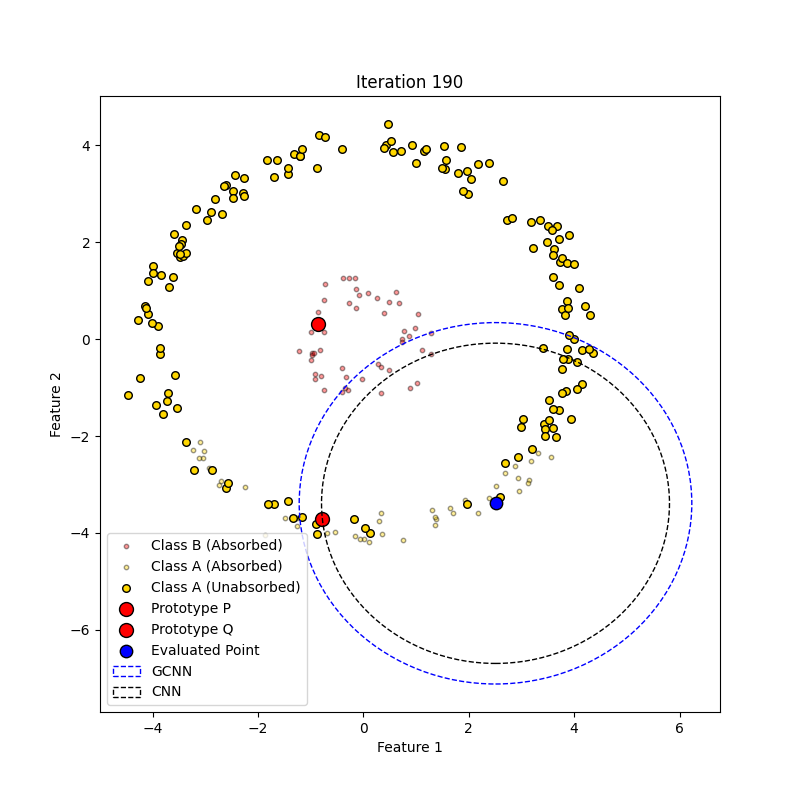 Iteration 190
4
2
0
−2
−4
−6
Feature 2
Class B (Absorbed)
Class A (Absorbed)
Class A (Unabsorbed)
Prototype P
Prototype Q
Evaluated Point
GCNN
CNN
−4 −2 0 2 4 6
Feature 1